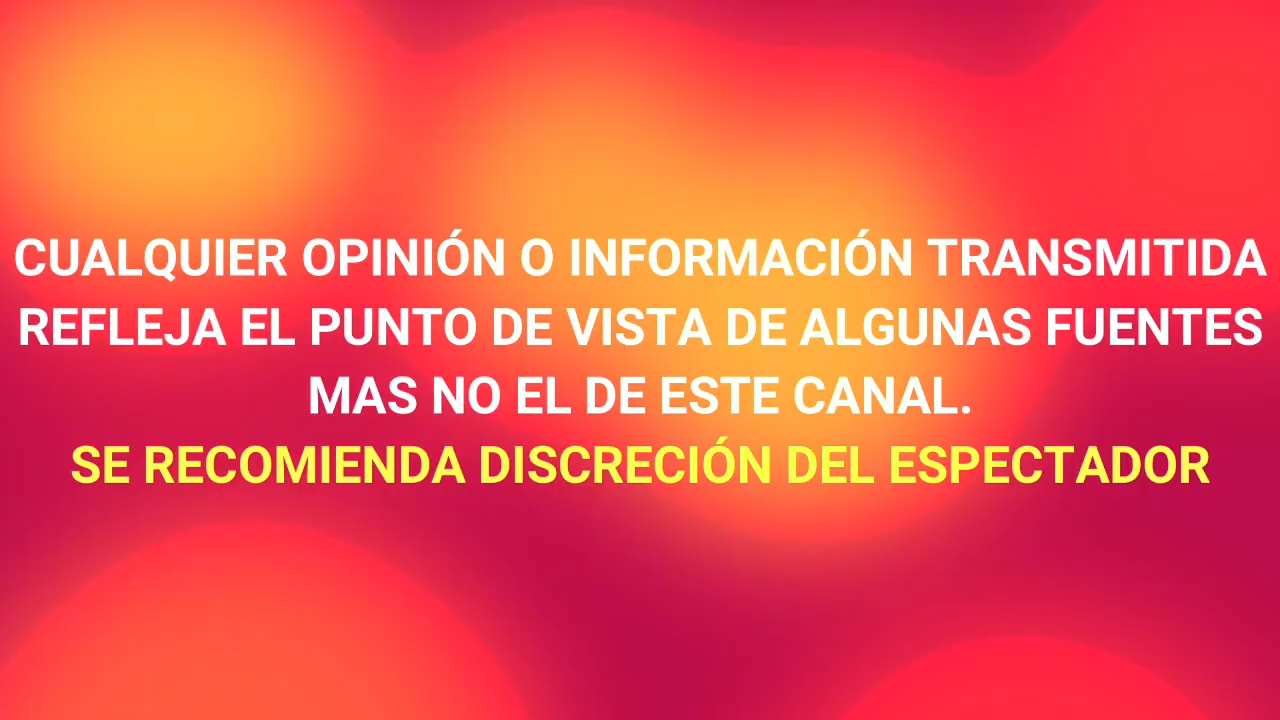 CUALQUIER OPINIÓN O INFORMACIÓN TRANSMITIDA
REFLEJA EL PUNTO DE VISTA DE ALGUNAS FUENTES
MAS NO EL DE ESTE CANAL.
SE RECOMIENDA DISCRECIÓN DEL ESPECTADOR